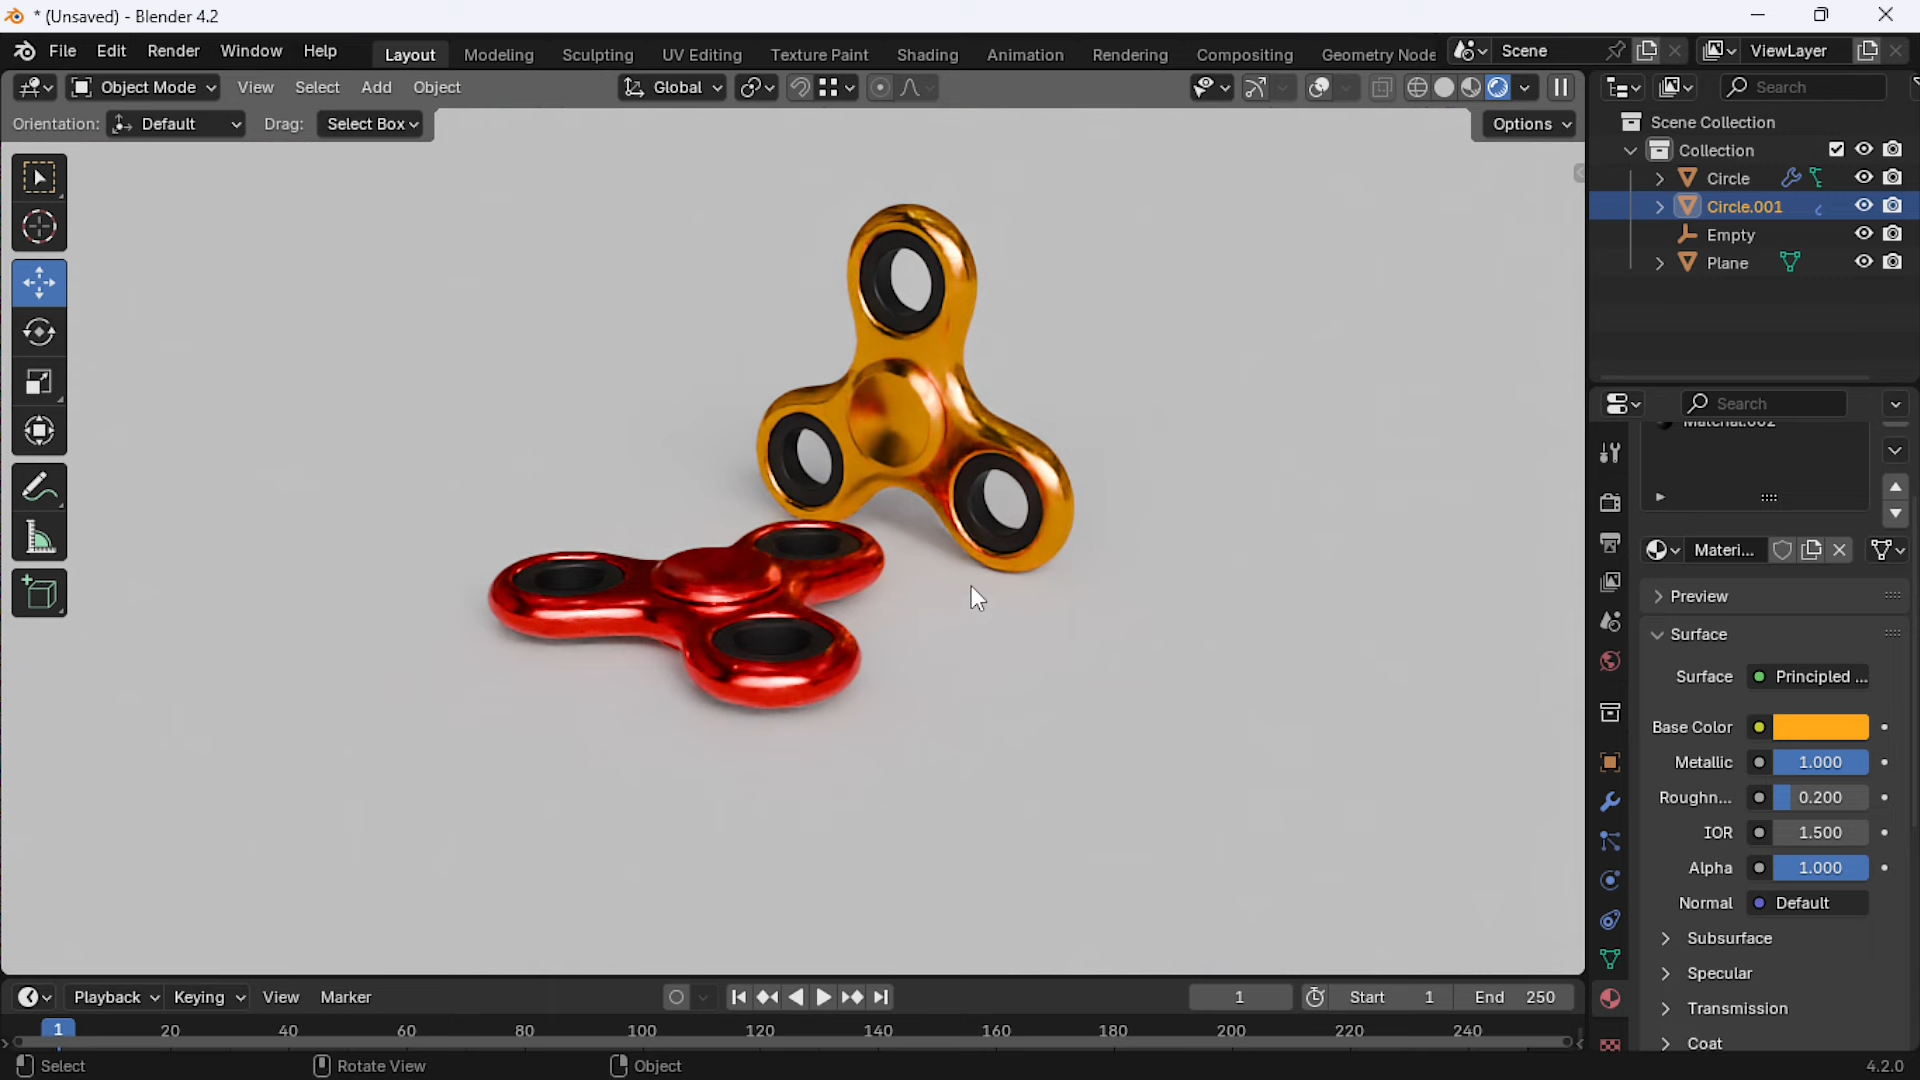 * (Unsaved) - Blender 4.2
File Edit Render Window Help Layout Modeling Sculpting UV Editing Texture Paint Shading Animation Rendering Compositing Geometry Node Scene ViewLayer
Object Mode View Select Add Object Global Search
Orientation: Default Drag: Select Box Options
Scene Collection
Collection
Circle
Circle.001
Empty
Plane
Search
Material.002
Materi...
Preview
Surface
Surface Principled ...
Base Color
Metallic 1.000
Roughn... 0.200
IOR 1.500
Alpha 1.000
Normal Default
Subsurface
Specular
Transmission
Coat
Playback Keying View Marker 1 Start 1 End 250
1 20 40 60 80 100 120 140 160 180 200 220 240
Select Rotate View Object 4.2.0